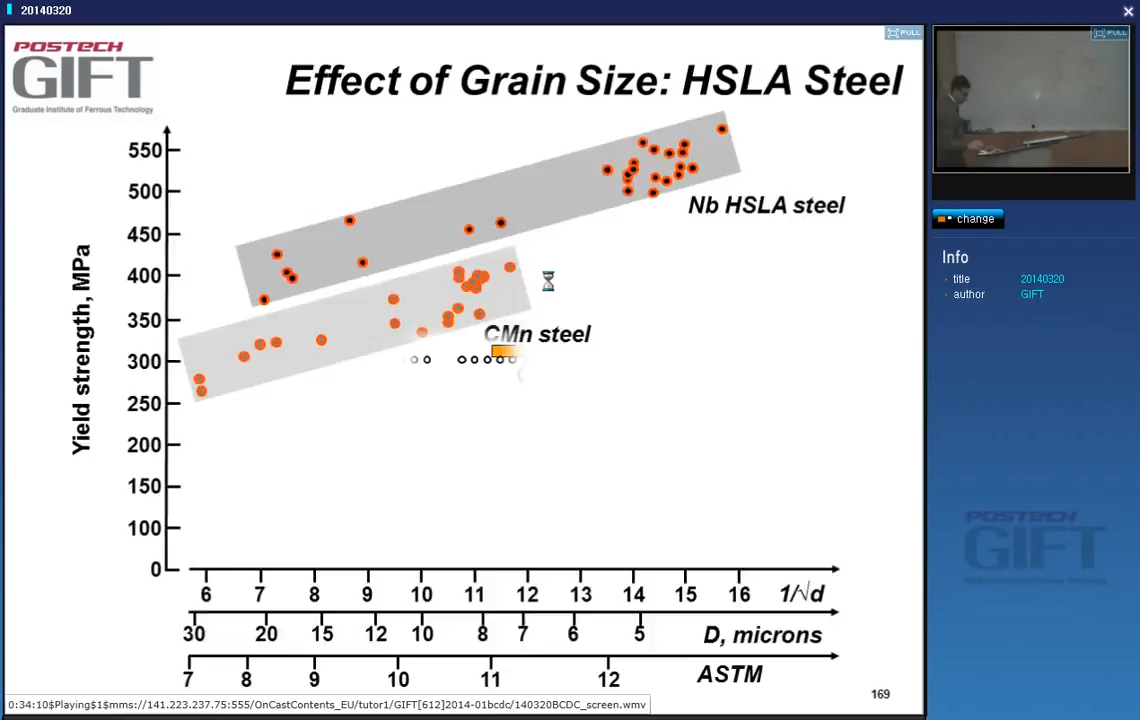 20140320
POSTECH
GIFT
Graduate Institute of Ferrous Technology
Effect of Grain Size: HSLA Steel
FULL
FULL
550
500
450
400
350
300
250
200
150
100
0
Yield strength, MPa
Nb HSLA steel
CMn steel
6 7 8 9 10 11 12 13 14 15 16 1/√d
30 20 15 12 10 8 7 6 5 D, microns
7 8 9 10 11 12 ASTM
169
0:34:10$Playing$1$mms://141.223.237.75:555/OnCastContents_EU/tutor1/GIFT[612]2014-01bcdc/140320BCDC_screen.wmv
change
Info
title 20140320
author GIFT
POSTECH
GIFT